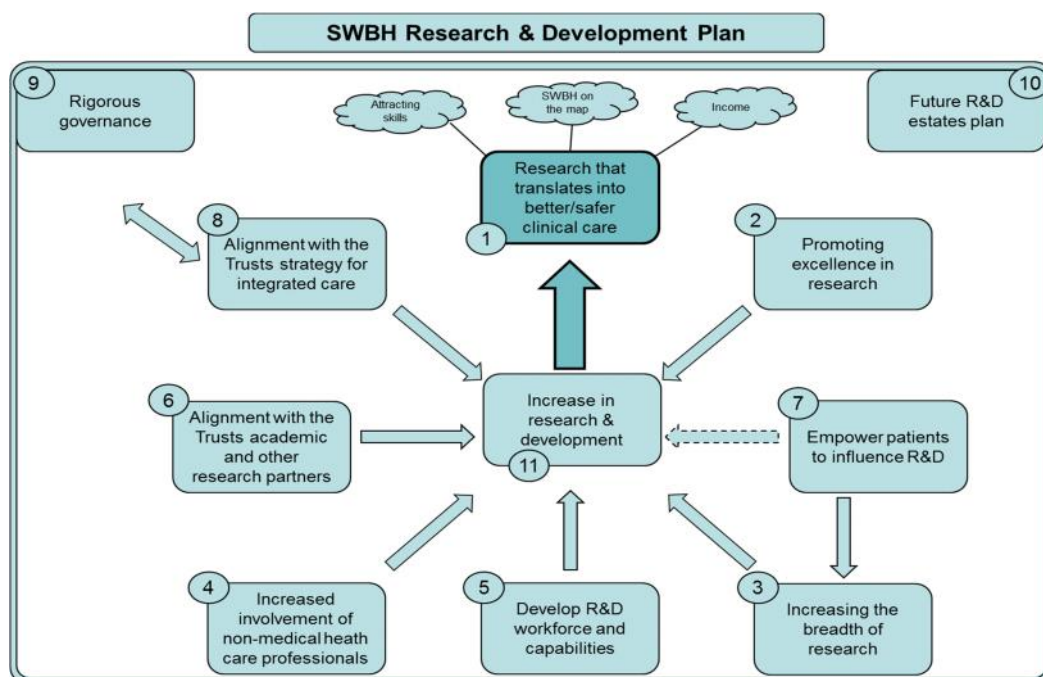 SWBH Research & Development Plan
9
Rigorous
governance
Attracting
skills
SWBH on
the map
Income
10
Future R&D
estates plan
Research that
translates into
better/safer
clinical care
1
8
Alignment with the
Trusts strategy for
integrated care
2
Promoting
excellence in
research
6
Alignment with the
Trusts academic
and other
research partners
Increase in
research &
development
11
7
Empower patients
to influence R&D
4
Increased
involvement of
non-medical heath
care professionals
5
Develop R&D
workforce and
capabilities
3
Increasing the
breadth of
research